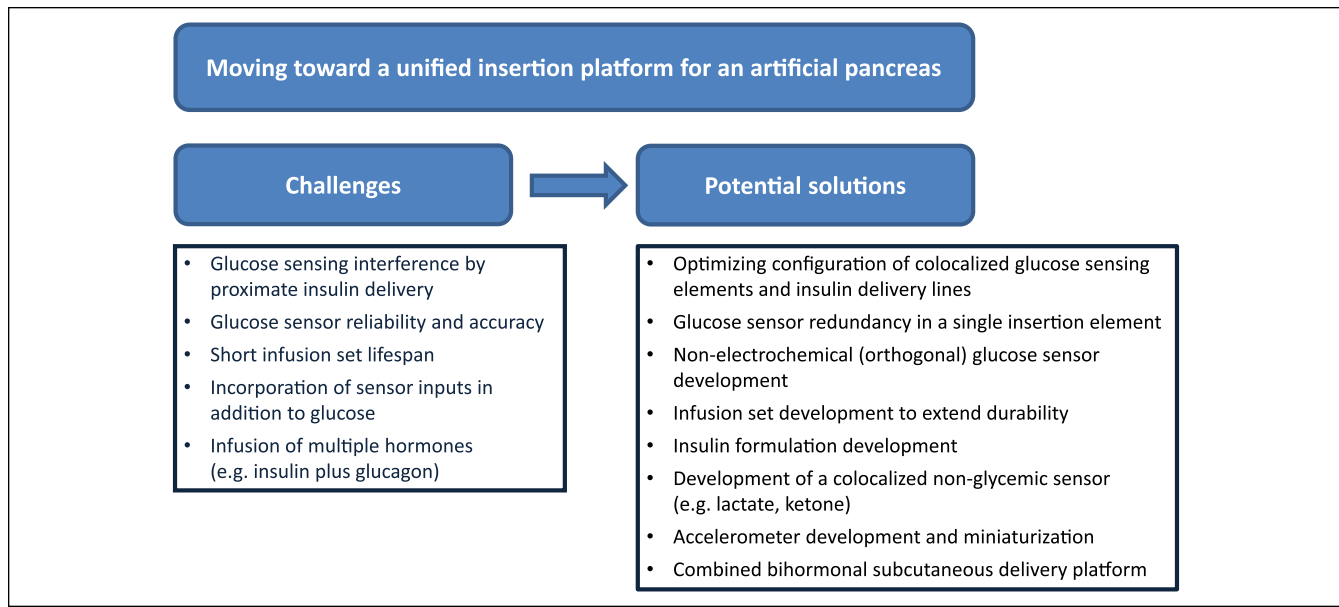 Moving toward a unified insertion platform for an artificial pancreas
Challenges
Potential solutions
• Glucose sensing interference by
proximate insulin delivery
• Glucose sensor reliability and accuracy
• Short infusion set lifespan
• Incorporation of sensor inputs in
addition to glucose
• Infusion of multiple hormones
(e.g. insulin plus glucagon)
• Optimizing configuration of colocalized glucose sensing
elements and insulin delivery lines
• Glucose sensor redundancy in a single insertion element
• Non-electrochemical (orthogonal) glucose sensor
development
• Infusion set development to extend durability
• Insulin formulation development
• Development of a colocalized non-glycemic sensor
(e.g. lactate, ketone)
• Accelerometer development and miniaturization
• Combined bihormonal subcutaneous delivery platform